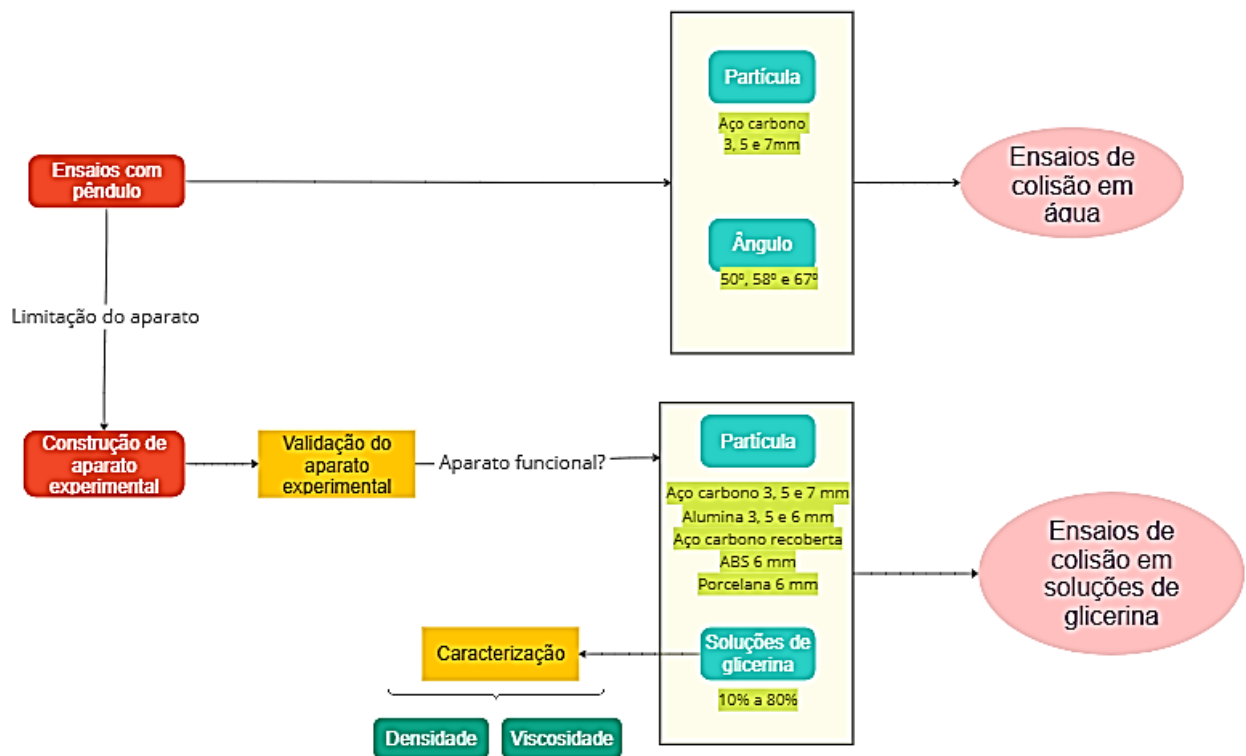 Partícula
Aço carbono
3, 5 e 7mm
Ensaios com
pêndulo
Ensaios de
colisão em
água
Ângulo
50º, 58º e 67º
Limitação do aparato
Construção de
aparato
experimental
Validação do
aparato
experimental
Aparato funcional?
Partícula
Aço carbono 3, 5 e 7 mm
Alumina 3, 5 e 6 mm
Aço carbono recoberta
ABS 6 mm
Porcelana 6 mm
Ensaios de
colisão em
soluções de
glicerina
Soluções de
glicerina
10% a 80%
Caracterização
Densidade
Viscosidade